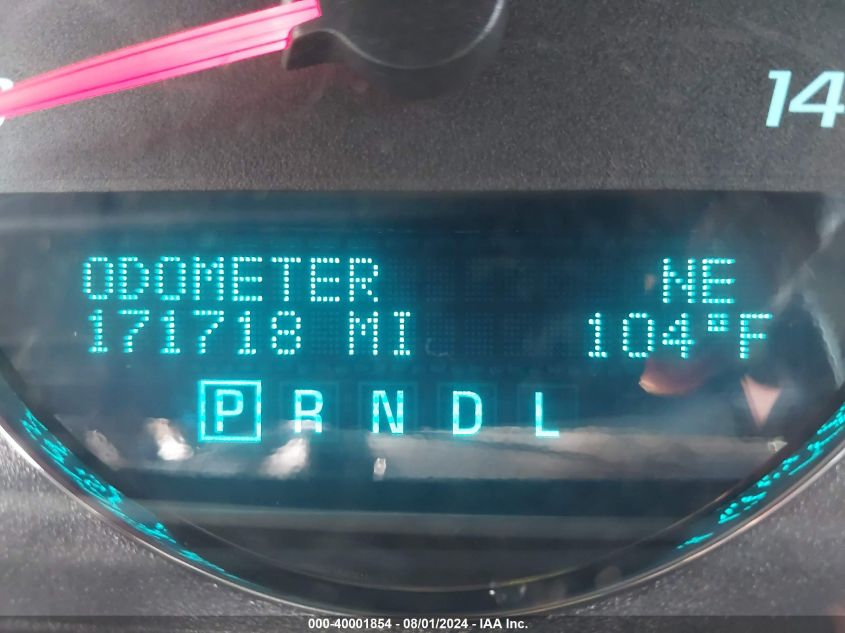 14
ODOMETER NE
171718 MI 104°F
P R N D L
000-40001854 - 08/01/2024 - IAA Inc.